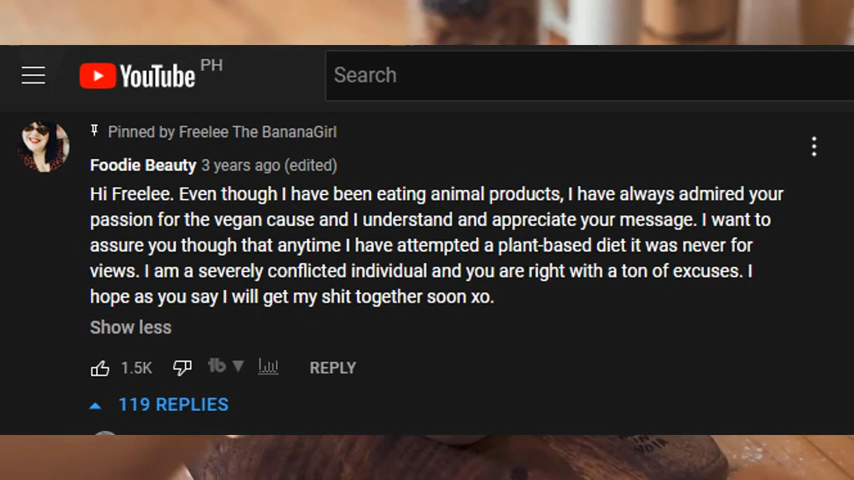 YouTube PH
Search
Pinned by Freelee The BananaGirl
Foodie Beauty 3 years ago (edited)
Hi Freelee. Even though I have been eating animal products, I have always admired your
passion for the vegan cause and I understand and appreciate your message. I want to
assure you though that anytime I have attempted a plant-based diet it was never for
views. I am a severely conflicted individual and you are right with a ton of excuses. I
hope as you say I will get my shit together soon xo.
Show less
1.5K
REPLY
119 REPLIES